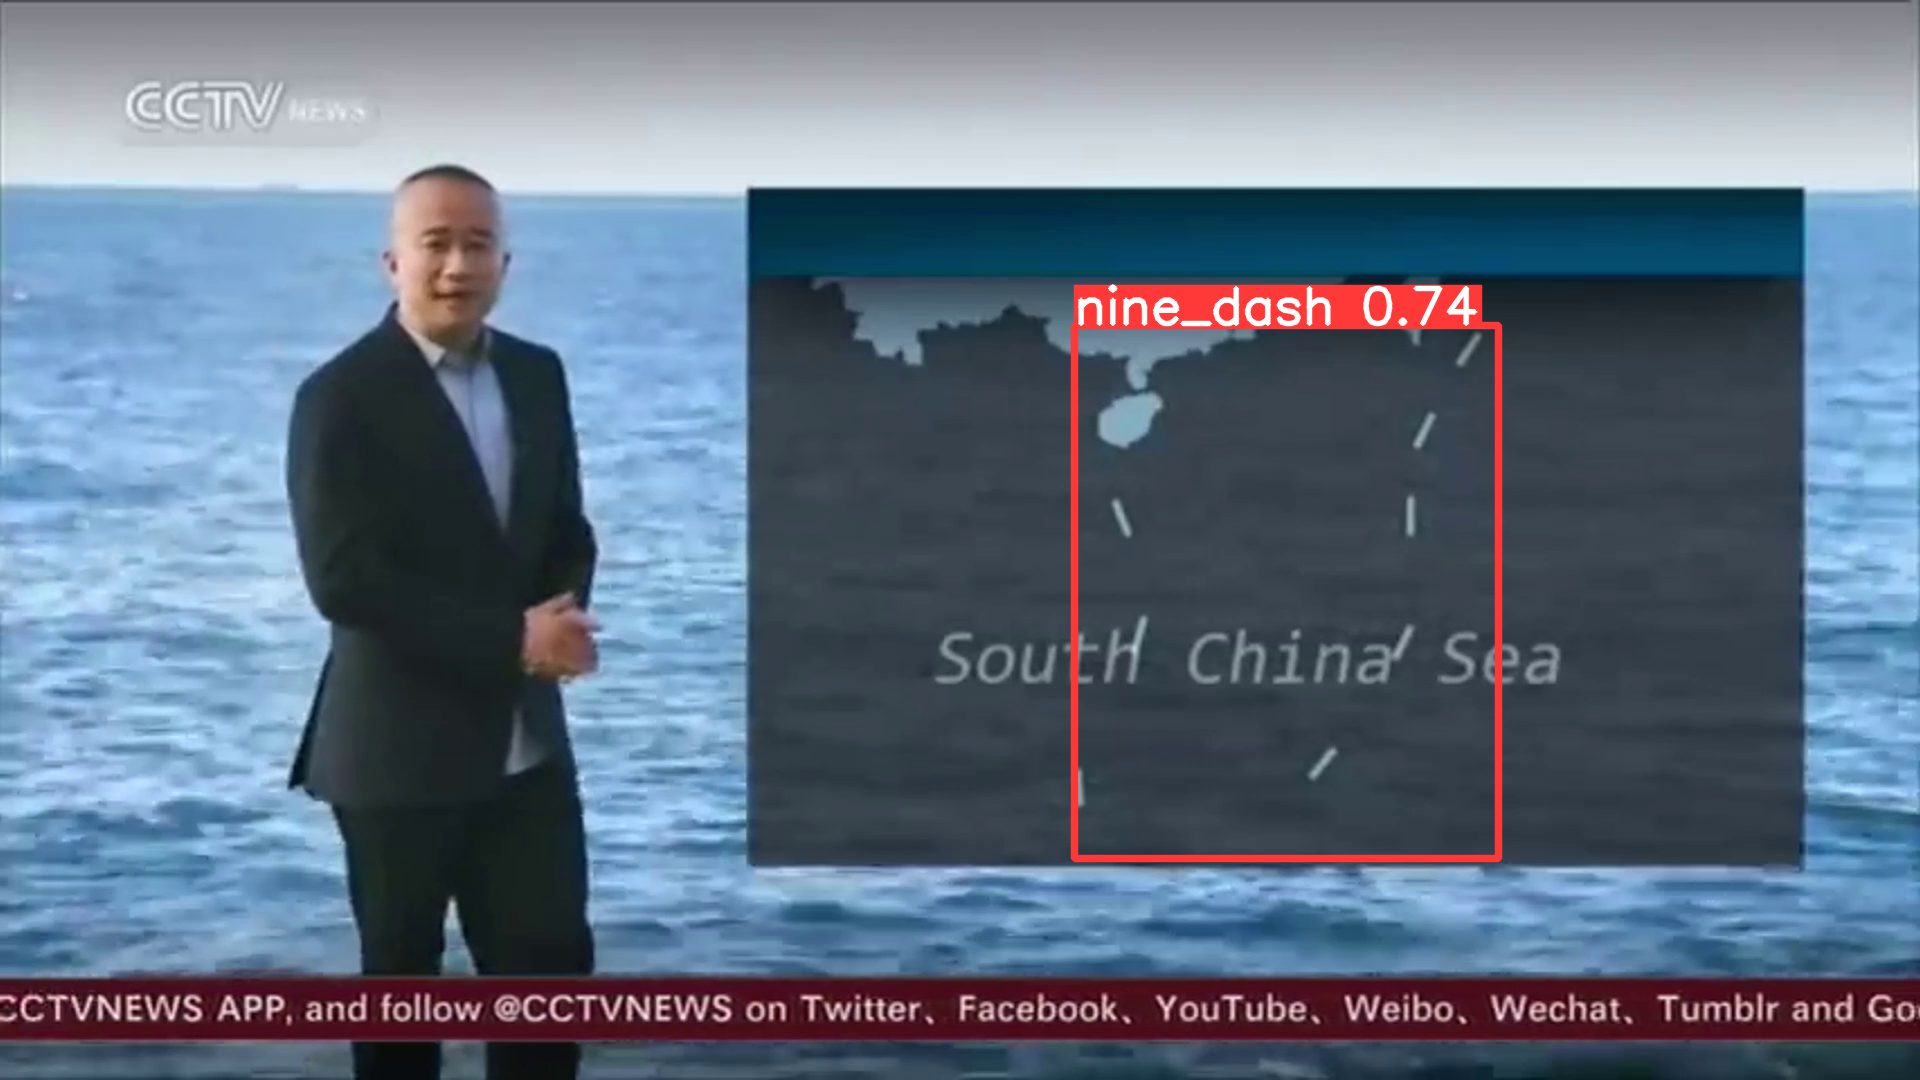 CCTV NEWS
nine_dash 0.74
South China Sea
CCTVNEWS APP, and follow @CCTVNEWS on Twitter、Facebook、YouTube、Weibo、Wechat、Tumblr and Go